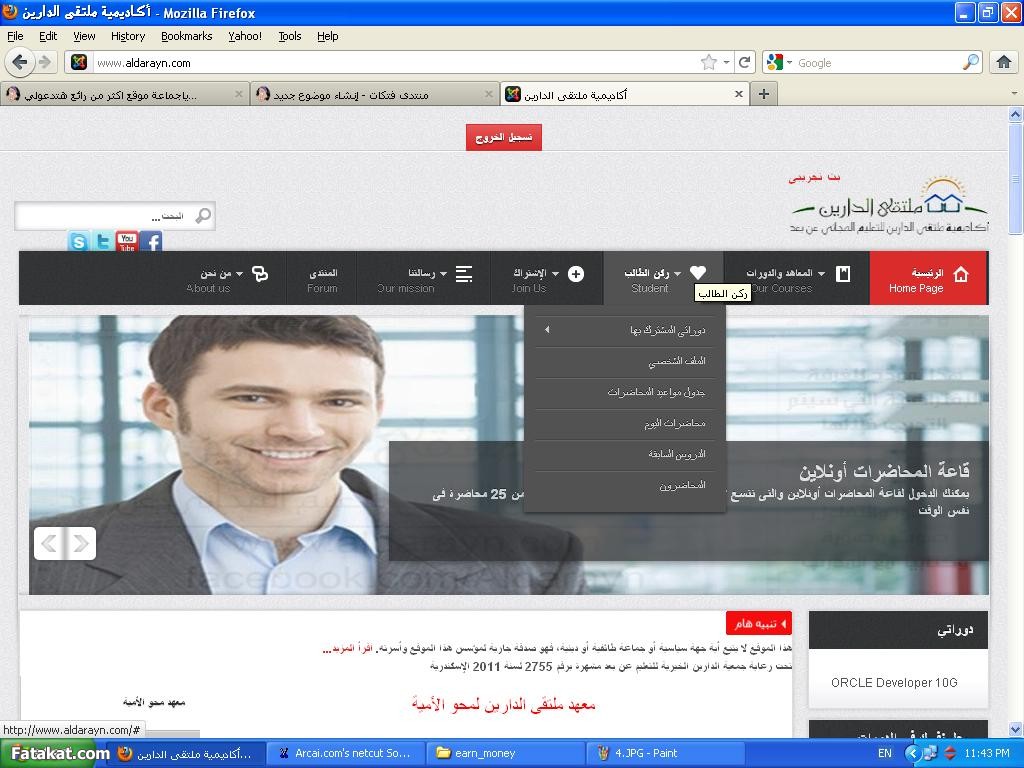 أكاديمية ملتقى الدارين - Mozilla Firefox
File Edit View History Bookmarks Yahoo! Tools Help
www.aldarayn.com
Google
ياجماعة موقع اكثر من رائع هتدعولي...
منتدى فتكات - إنشاء موضوع جديد
أكاديمية ملتقى الدارين
تسجيل الخروج
بث تجريبى
ملتقى الدارين
أكاديمية ملتقى الدارين للتعليم المجاني عن بعد
البحث...
You Tube
الرئيسية
Home Page
المعاهد والدورات
Our Courses
ركن الطالب
Student
الإشتراك
Join Us
رسالتنا
Our mission
المنتدى
Forum
من نحن
About us
ركن الطالب
دوراتى المشترك بها
الملف الشخصي
جدول مواعيد المحاضرات
محاضرات اليوم
الدروس السابقة
المحاضرون
قاعة المحاضرات أونلاين
يمكنك الدخول لقاعة المحاضرات أونلاين والتى تتسع
من 25 محاضرة فى
نفس الوقت
facebook.com/Aldarayn
تنبيه هام
هذا الموقع لا يتبع أية جهة سياسية أو جماعة طائفية أو دينية، فهو صدقة جارية لمؤسس هذا الموقع وأسرته. اقرأ المزيد...
تحت رعاية جمعية الدارين الخيرية للتعليم عن بعد مشهرة برقم 2755 لسنة 2011 الإسكندرية
معهد ملتقى الدارين لمحو الأمية
معهد محو الأمية
دوراتي
ORCLE Developer 10G
http://www.aldarayn.com/#
Fatakat.com
أكاديمية ملتقى الدارين...
Arcai.com's netcut So...
earn_money
4.JPG - Paint
EN
11:43 PM